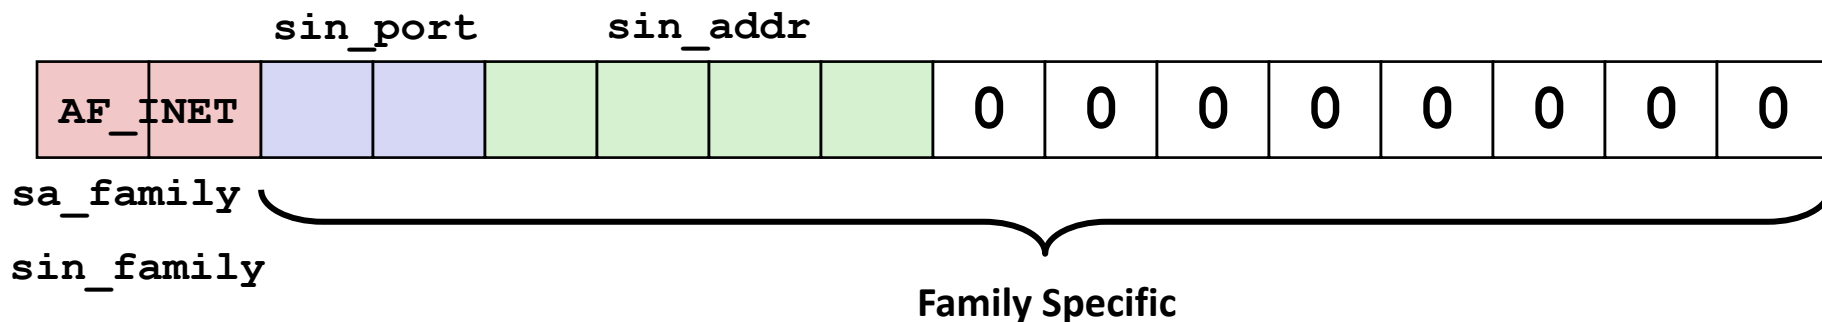 sin_port sin_addr
AF_INET 0 0 0 0 0 0 0 0
sa_family
sin_family
Family Specific